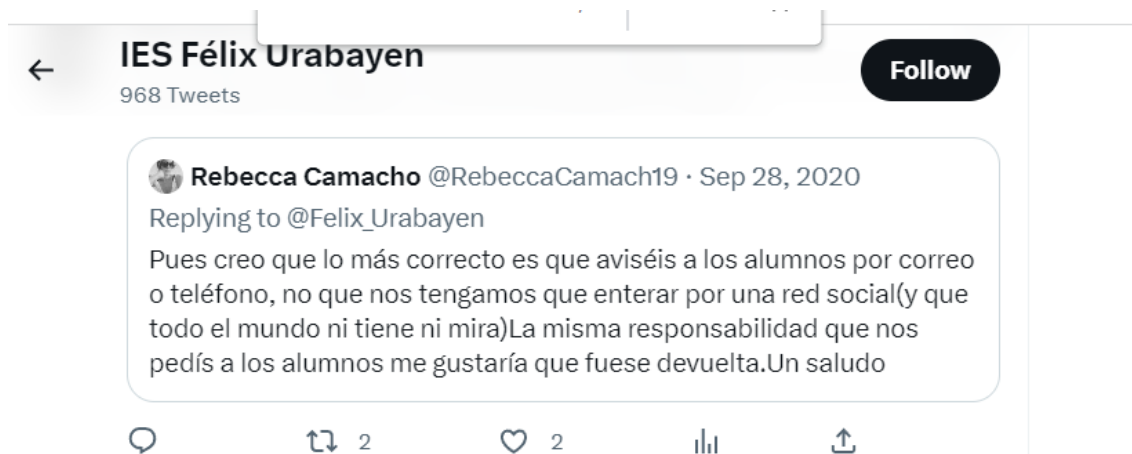 IES Félix Urabayen
Follow
968 Tweets
Rebecca Camacho @RebeccaCamach19 · Sep 28, 2020
Replying to @Felix_Urabayen
Pues creo que lo más correcto es que aviséis a los alumnos por correo
o teléfono, no que nos tengamos que enterar por una red social(y que
todo el mundo ni tiene ni mira)La misma responsabilidad que nos
pedís a los alumnos me gustaría que fuese devuelta.Un saludo
2
2